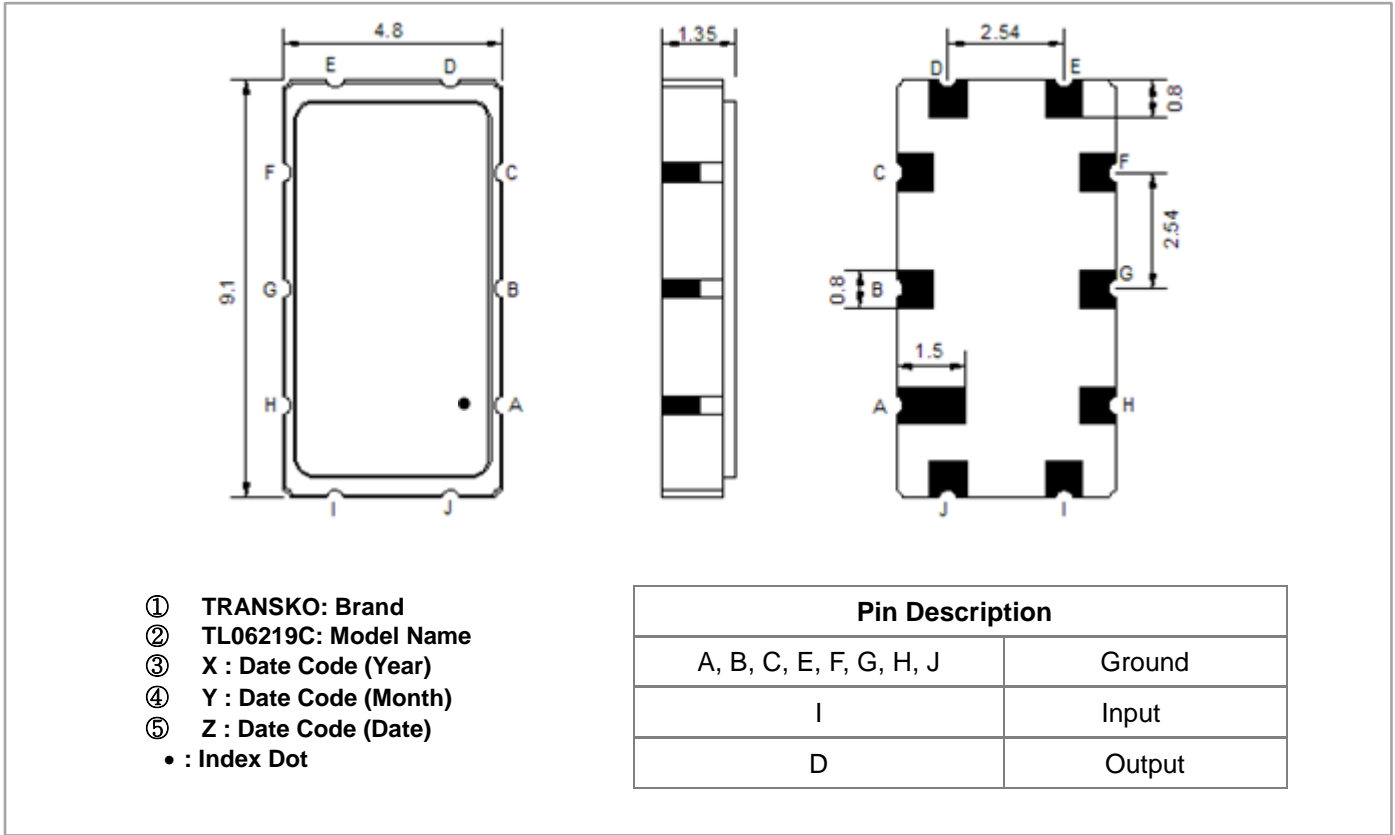 4.8
1.35
2.54
E D
D E
0.8
F C
C F
9.1
2.54
G B
0.8 B G
1.5
H A
A H
I J
J I
① TRANSKO: Brand
② TL06219C: Model Name
③ X : Date Code (Year)
④ Y : Date Code (Month)
⑤ Z : Date Code (Date)
• : Index Dot
Pin Description
A, B, C, E, F, G, H, J Ground
I Input
D Output